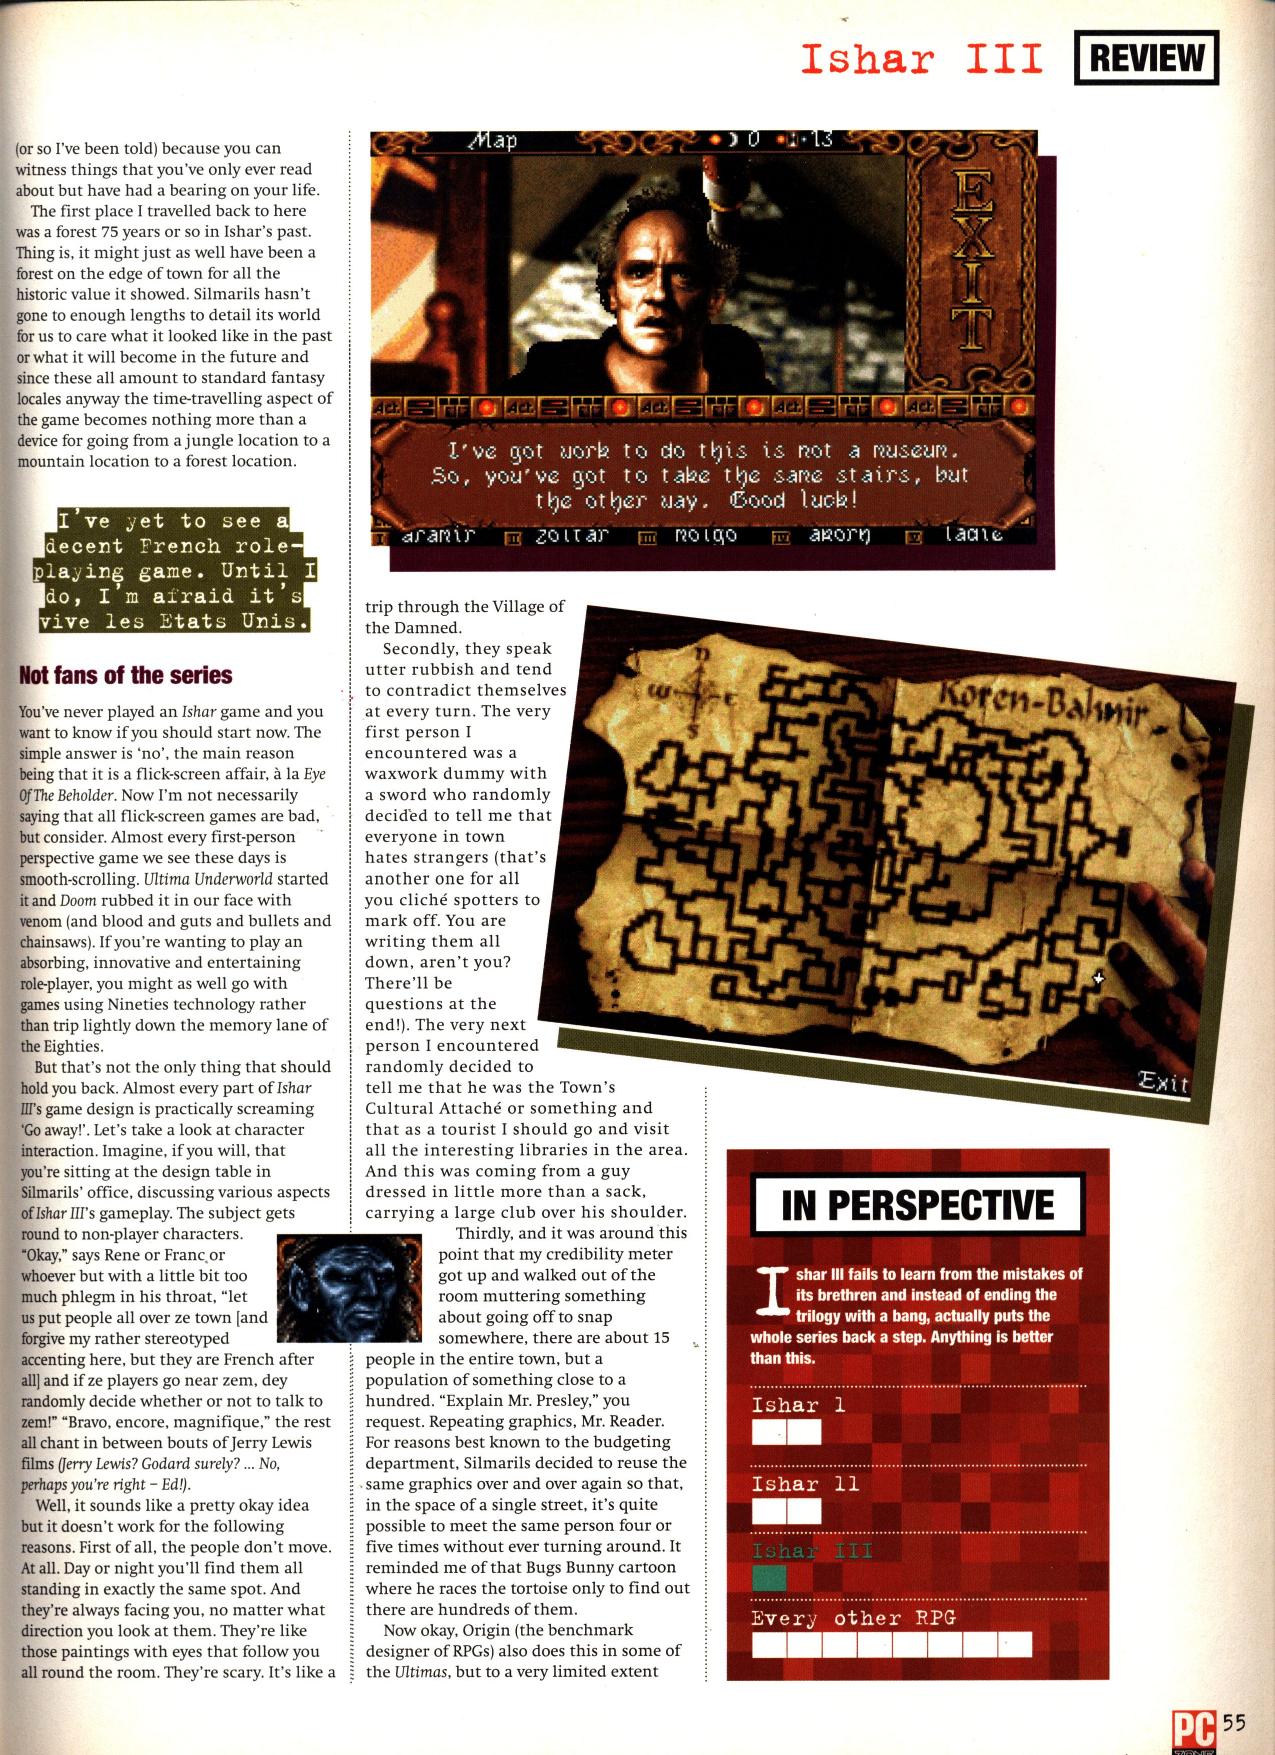 Ishar III REVIEW
(or so I've been told) because you can
witness things that you've only ever read
about but have had a bearing on your life.
The first place I travelled back to here
was a forest 75 years or so in Ishar's past.
Thing is, it might just as well have been a
forest on the edge of town for all the
historic value it showed. Silmarils hasn't
gone to enough lengths to detail its world
for us to care what it looked like in the past
or what it will become in the future and
since these all amount to standard fantasy
locales anyway the time-travelling aspect of
the game becomes nothing more than a
device for going from a jungle location to a
mountain location to a forest location.
I've yet to see a
decent French role-
playing game. Until I
do, I'm afraid it's
vive les Etats Unis.
Not fans of the series
You've never played an Ishar game and you
want to know if you should start now. The
simple answer is 'no', the main reason
being that it is a flick-screen affair, à la Eye
Of The Beholder. Now I'm not necessarily
saying that all flick-screen games are bad,
but consider. Almost every first-person
perspective game we see these days is
smooth-scrolling. Ultima Underworld started
it and Doom rubbed it in our face with
venom (and blood and guts and bullets and
chainsaws). If you're wanting to play an
absorbing, innovative and entertaining
role-player, you might as well go with
games using Nineties technology rather
than trip lightly down the memory lane of
the Eighties.
But that's not the only thing that should
hold you back. Almost every part of Ishar
III's game design is practically screaming
'Go away!'. Let's take a look at character
interaction. Imagine, if you will, that
you're sitting at the design table in
Silmarils' office, discussing various aspects
of Ishar III's gameplay. The subject gets
round to non-player characters.
"Okay," says Rene or Franc or
whoever but with a little bit too
much phlegm in his throat, "let
us put people all over ze town [and
forgive my rather stereotyped
accenting here, but they are French after
all] and if ze players go near zem, dey
randomly decide whether or not to talk to
zem!" "Bravo, encore, magnifique," the rest
all chant in between bouts of Jerry Lewis
films (Jerry Lewis? Godard surely? ... No,
perhaps you're right – Ed!).
Well, it sounds like a pretty okay idea
but it doesn't work for the following
reasons. First of all, the people don't move.
At all. Day or night you'll find them all
standing in exactly the same spot. And
they're always facing you, no matter what
direction you look at them. They're like
those paintings with eyes that follow you
all round the room. They're scary. It's like a
Map 0 13
EXIT
Act. Act. Act. Act. Act.
I've got work to do this is not a museum.
So, you've got to take the same stairs, but
the other way. Good luck!
I aramir II zoltar III molgo IV akorn V
trip through the Village of
the Damned.
Secondly, they speak
utter rubbish and tend
to contradict themselves
at every turn. The very
first person I
encountered was a
waxwork dummy with
a sword who randomly
decided to tell me that
everyone in town
hates strangers (that's
another one for all
you cliché spotters to
mark off. You are
writing them all
down, aren't you?
There'll be
questions at the
end!). The very next
person I encountered
randomly decided to
tell me that he was the Town's
Cultural Attaché or something and
that as a tourist I should go and visit
all the interesting libraries in the area.
And this was coming from a guy
dressed in little more than a sack,
carrying a large club over his shoulder.
Thirdly, and it was around this
point that my credibility meter
got up and walked out of the
room muttering something
about going off to snap
somewhere, there are about 15
people in the entire town, but a
population of something close to a
hundred. "Explain Mr. Presley," you
request. Repeating graphics, Mr. Reader.
For reasons best known to the budgeting
department, Silmarils decided to reuse the
same graphics over and over again so that,
in the space of a single street, it's quite
possible to meet the same person four or
five times without ever turning around. It
reminded me of that Bugs Bunny cartoon
where he races the tortoise only to find out
there are hundreds of them.
Now okay, Origin (the benchmark
designer of RPGs) also does this in some of
the Ultimas, but to a very limited extent
n
w e
s
Koren-Bahnir
Exit
IN PERSPECTIVE
Ishar III fails to learn from the mistakes of
its brethren and instead of ending the
trilogy with a bang, actually puts the
whole series back a step. Anything is better
than this.
Ishar 1
Ishar 11
Ishar III
Every other RPG
PC ZONE 55